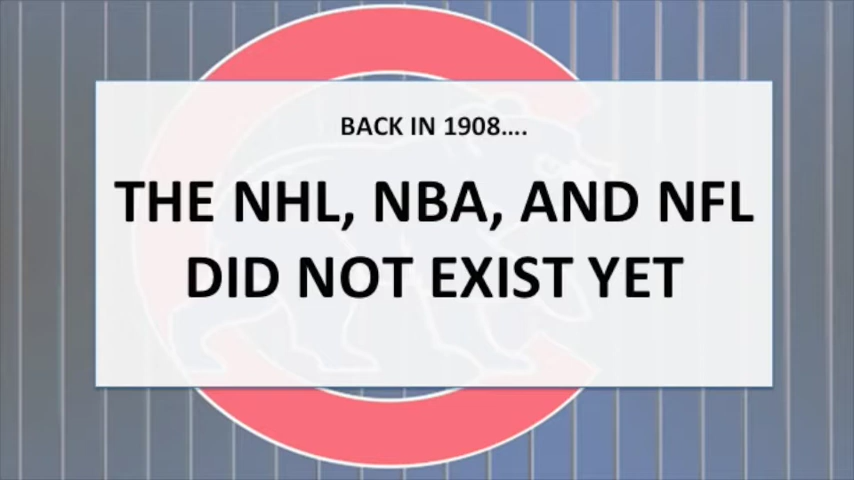 BACK IN 1908....
THE NHL, NBA, AND NFL
DID NOT EXIST YET